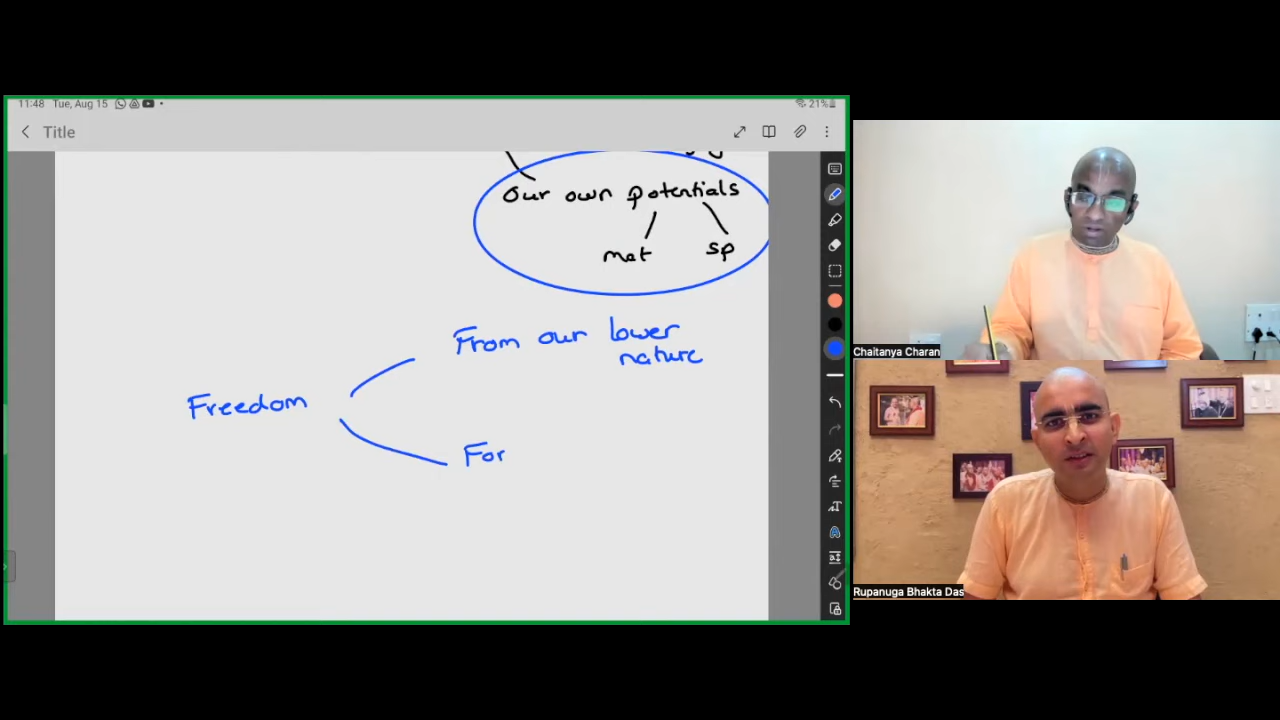 11:48 Tue, Aug 15
21%
Title
Our own potentials
mat sp
From our lower
nature
Freedom
For
Chaitanya Charan
Rupanuga Bhakta Das